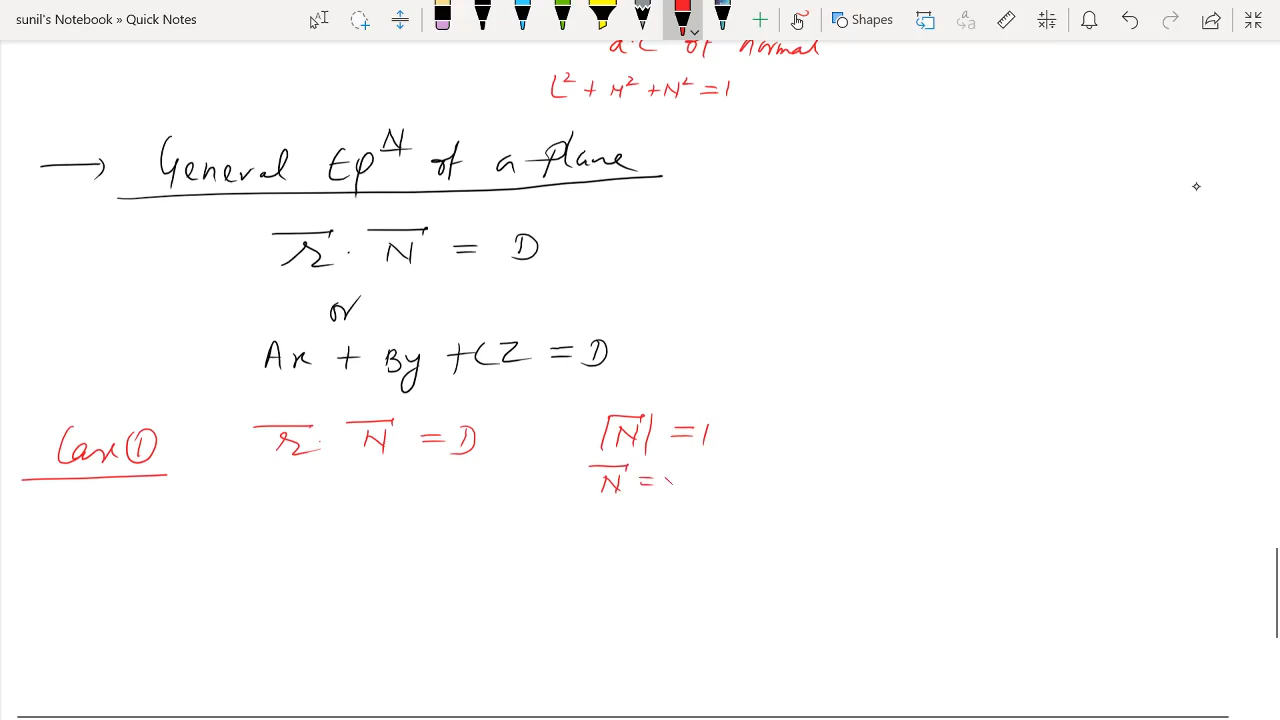 sunil's Notebook » Quick Notes
Shapes
of normal
L² + M² + N² = 1
→ General Eqᴺ of a plane
r̅ . N̅ = D
or
Ax + By + CZ = D
Case ① r̅ . N̅ = D |N̅| = 1
N̅ =